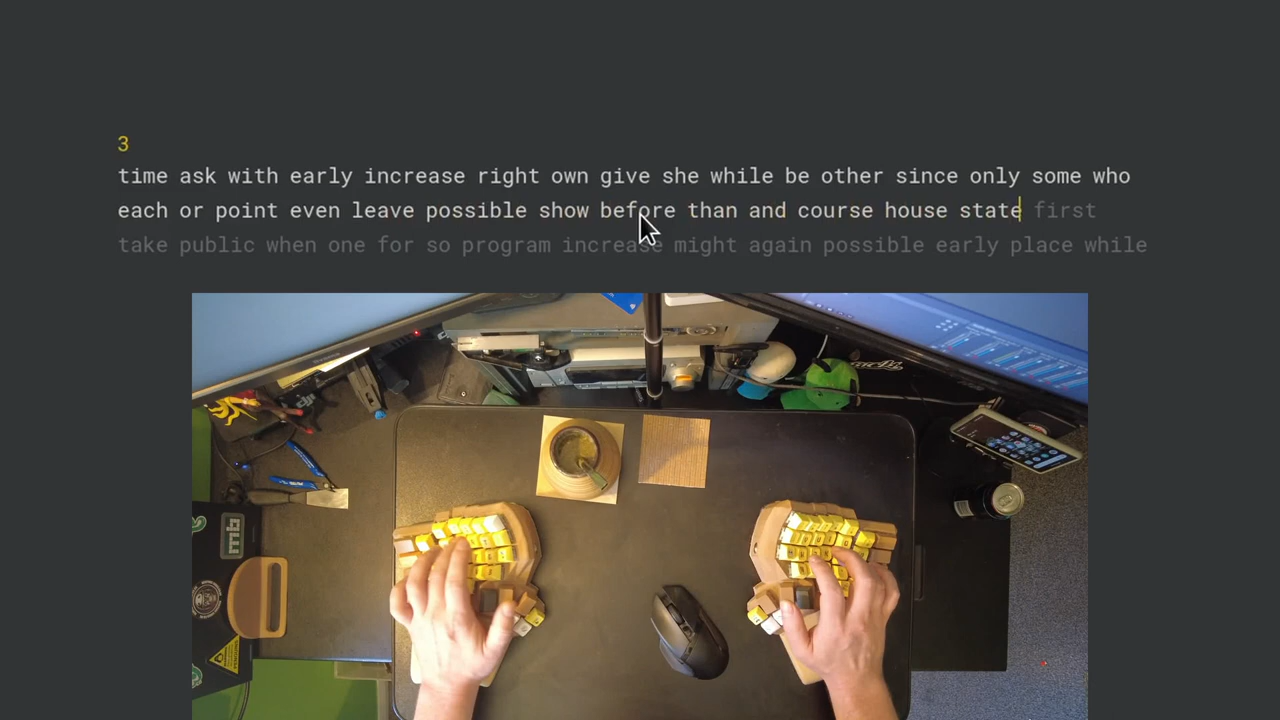 3
time ask with early increase right own give she while be other since only some who
each or point even leave possible show before than and course house state first
take public when one for so program increase might again possible early place while